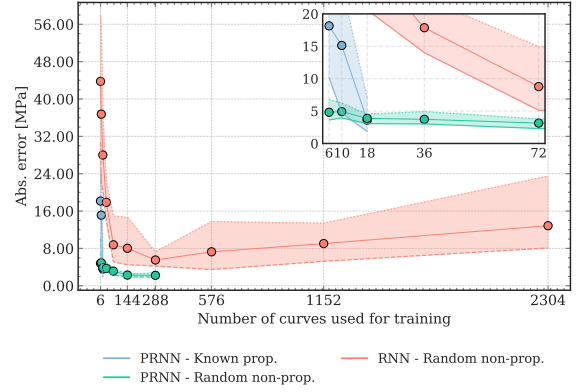 56.00
48.00
40.00
32.00
24.00
16.00
8.00
0.00
Abs. error [MPa]
20
15
10
5
0
6 10 18 36 72
6 144 288 576 1152 2304
Number of curves used for training
PRNN - Known prop.
RNN - Random non-prop.
PRNN - Random non-prop.